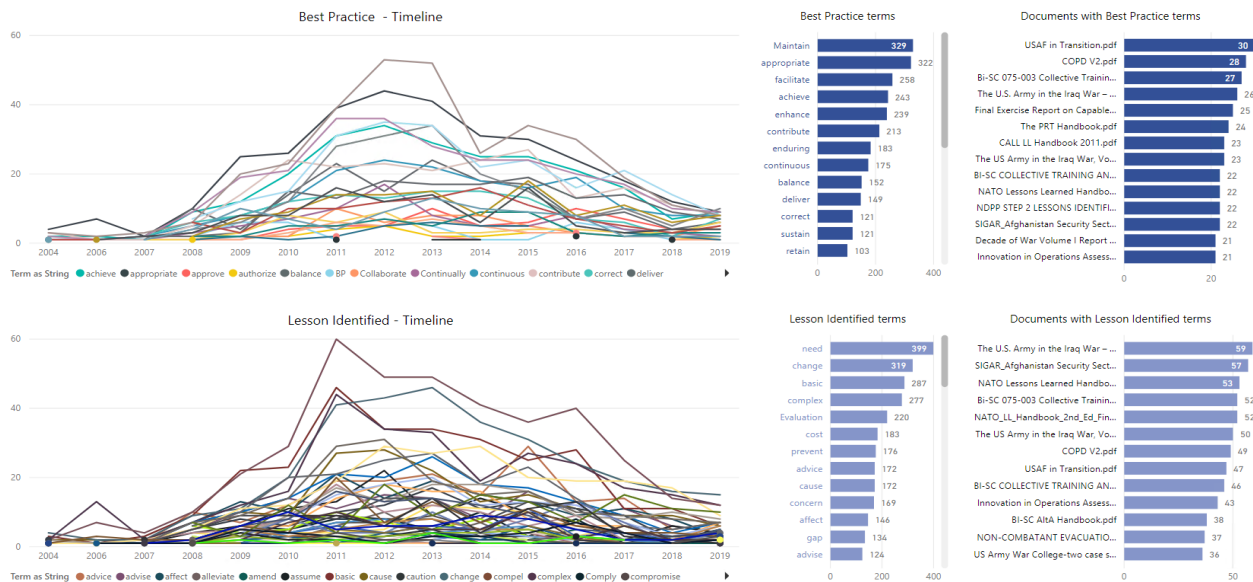 Best Practice - Timeline
60
40
20
0
2004 2006 2007 2008 2009 2010 2011 2012 2013 2014 2015 2016 2017 2018 2019
Term as String achieve appropriate approve authorize balance BP Collaborate Continually continuous contribute correct deliver
Best Practice terms
Maintain 329
appropriate 322
facilitate 258
achieve 243
enhance 239
contribute 213
enduring 183
continuous 175
balance 152
deliver 149
correct 121
sustain 121
retain 103
0 200 400
Documents with Best Practice terms
USAF in Transition.pdf 30
COPD V2.pdf 28
Bi-SC 075-003 Collective Trainin... 27
The U.S. Army in the Iraq War – ... 26
Final Exercise Report on Capable... 25
The PRT Handbook.pdf 24
CALL LL Handbook 2011.pdf 23
The US Army in the Iraq War, Vo... 23
BI-SC COLLECTIVE TRAINING AN... 22
NATO Lessons Learned Handbo... 22
NDPP STEP 2 LESSONS IDENTIFI... 22
SIGAR_Afghanistan Security Sect... 22
Decade of War Volume I Report ... 21
Innovation in Operations Assess... 21
0 20
Lesson Identified - Timeline
60
40
20
0
2004 2006 2007 2008 2009 2010 2011 2012 2013 2014 2015 2016 2017 2018 2019
Term as String advice advise affect alleviate amend assume basic cause caution change compel complex Comply compromise
Lesson Identified terms
need 399
change 319
basic 287
complex 277
Evaluation 220
cost 183
prevent 176
advice 172
cause 172
concern 169
affect 146
gap 134
advise 124
0 200 400
Documents with Lesson Identified terms
The U.S. Army in the Iraq War – ... 59
SIGAR_Afghanistan Security Sect... 57
NATO Lessons Learned Handbo... 53
Bi-SC 075-003 Collective Trainin... 52
NATO_LL_Handbook_2nd_Ed_Fin... 52
The US Army in the Iraq War, Vo... 50
COPD V2.pdf 49
USAF in Transition.pdf 47
BI-SC COLLECTIVE TRAINING AN... 46
Innovation in Operations Assess... 43
BI-SC AltA Handbook.pdf 38
NON-COMBATANT EVACUATIO... 37
US Army War College-two case s... 36
0 50